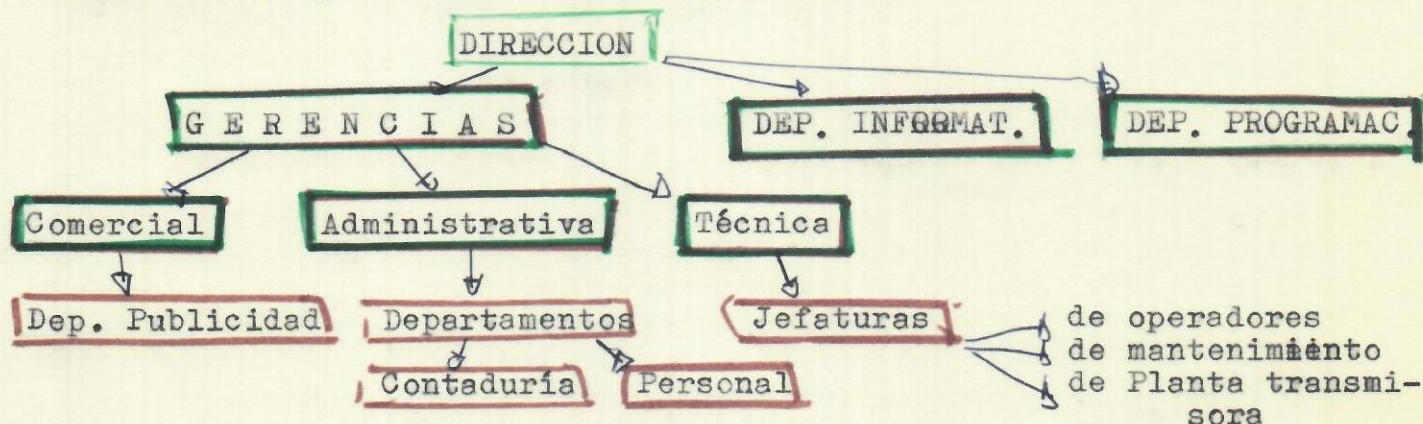 DIRECCION
G E R E N C I A S
DEP. INFORMAT.
DEP. PROGRAMAC.
Comercial
Administrativa
Técnica
Dep. Publicidad
Departamentos
Jefaturas
de operadores
de mantenimiento
de Planta transmi-
sora
Contaduría
Personal